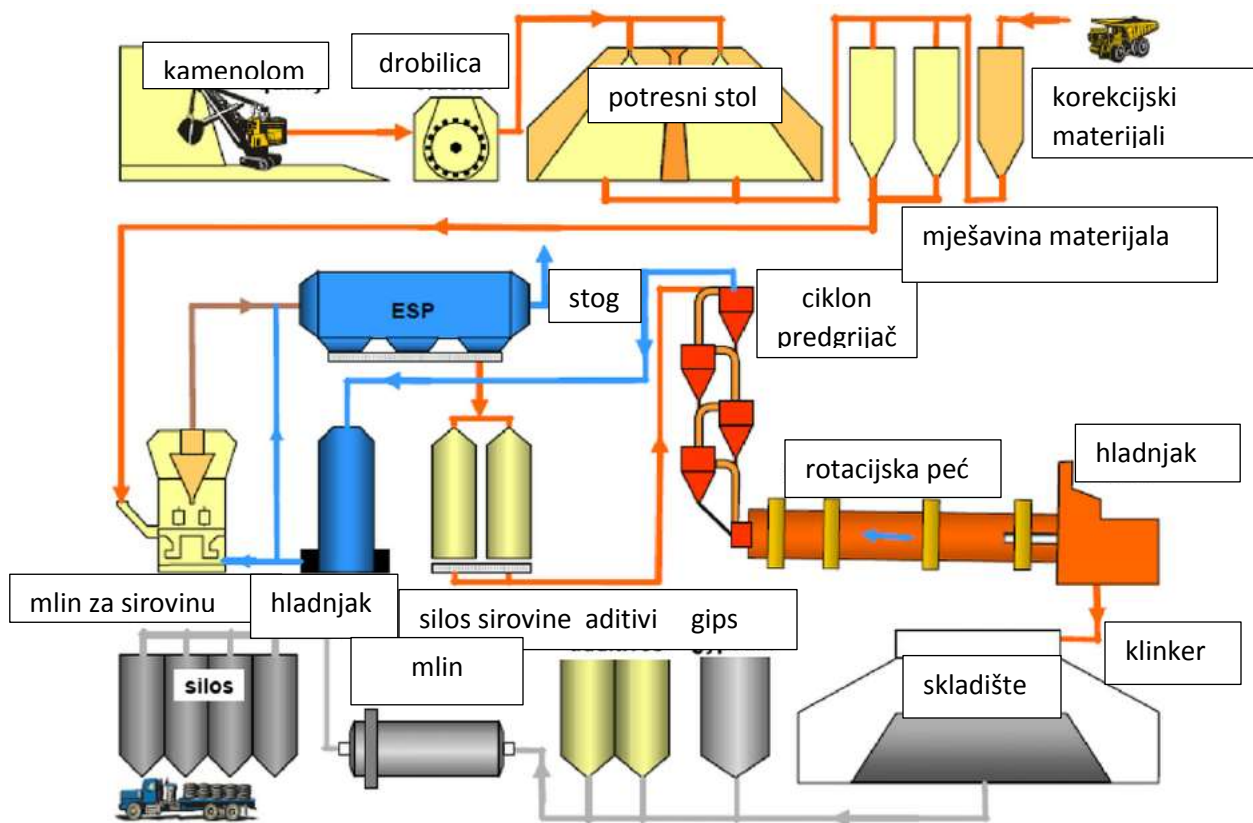 kamenolom
drobilica
potresni stol
korekcijski
materijali
mješavina materijala
ESP
stog
ciklon
predgrijač
rotacijska peć
hladnjak
mlin za sirovinu
hladnjak
silos sirovine aditivi gips
mlin
klinker
skladište
silos